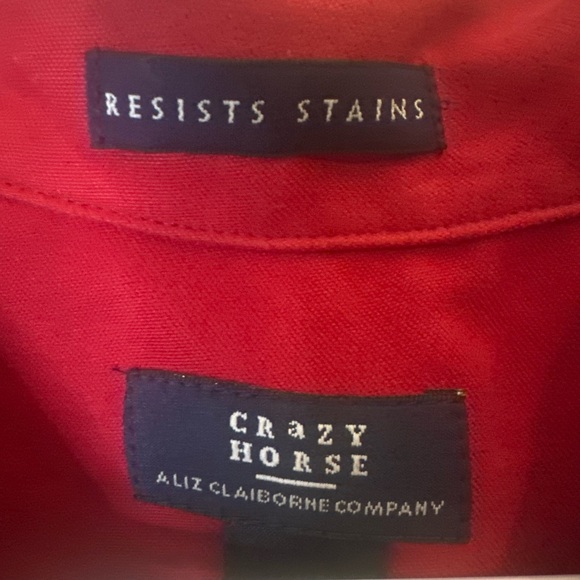 RESISTS STAINS
CRaZY
HORSE
A LIZ CLAIBORNE COMPANY